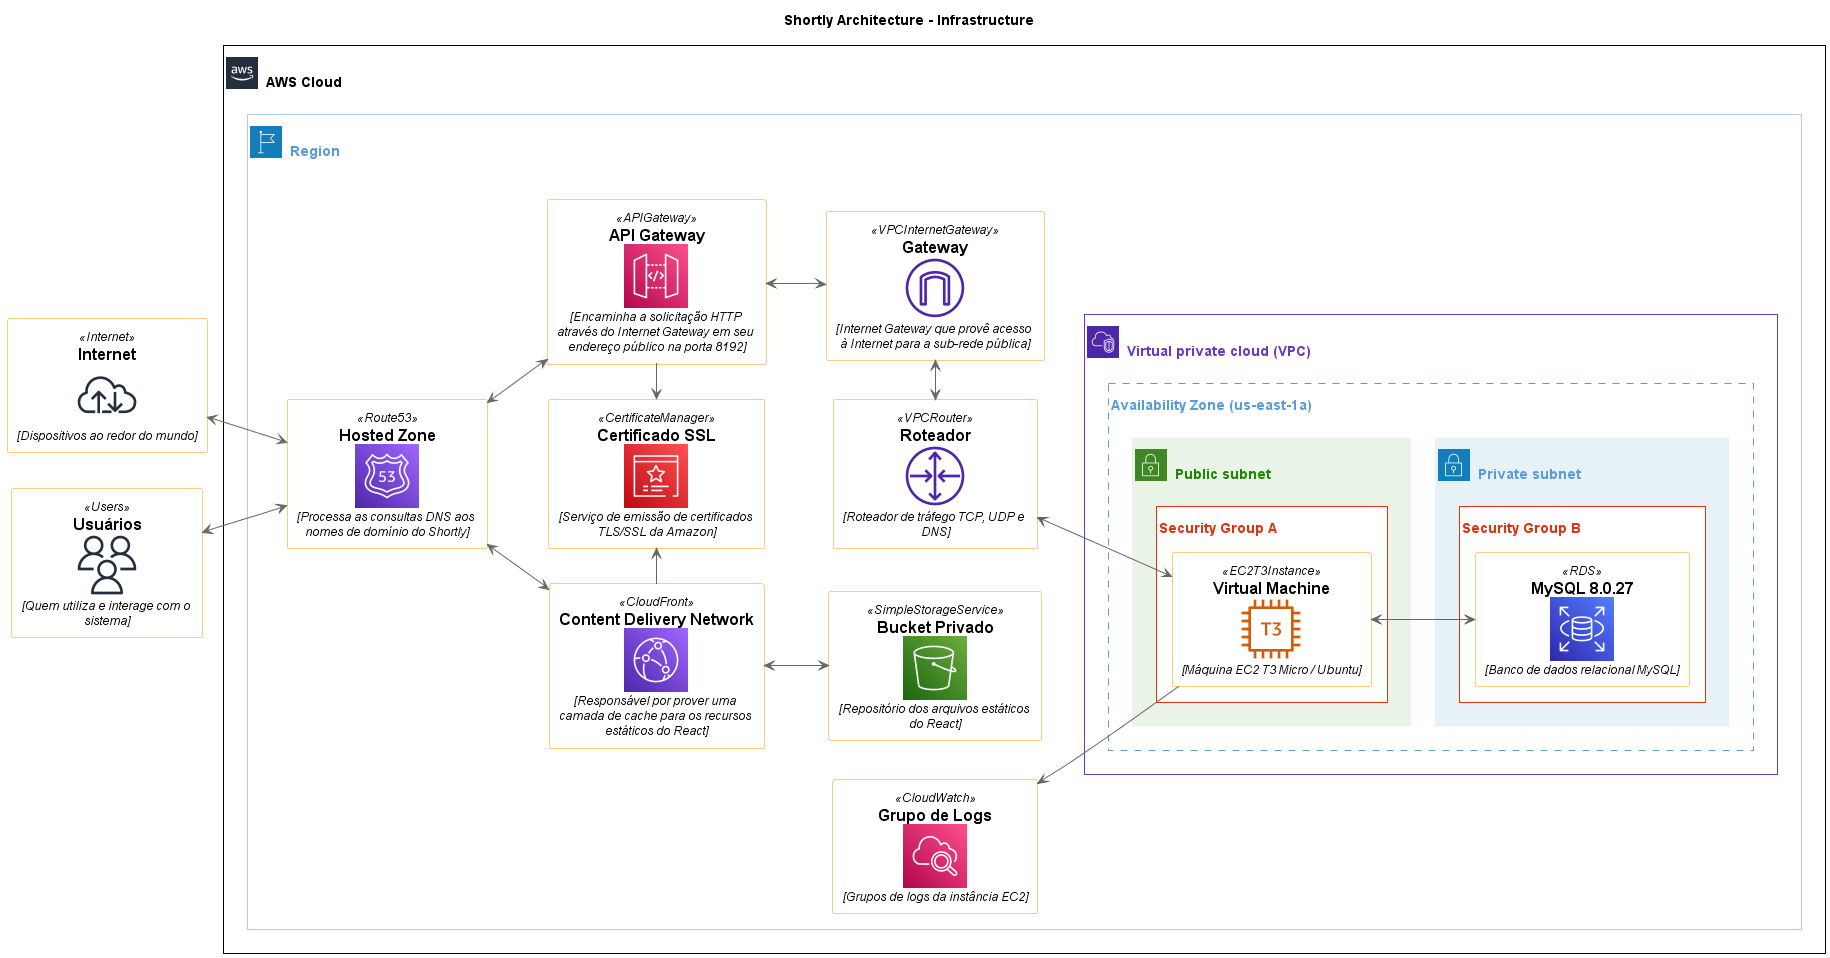 Shortly Architecture - Infrastructure
aws
AWS Cloud
Region
«APIGateway»
API Gateway
[Encaminha a solicitação HTTP
através do Internet Gateway em seu
endereço público na porta 8192]
«VPCInternetGateway»
Gateway
[Internet Gateway que provê acesso
à Internet para a sub-rede pública]
«Internet»
Internet
[Dispositivos ao redor do mundo]
«Users»
Usuários
[Quem utiliza e interage com o
sistema]
«Route53»
Hosted Zone
53
[Processa as consultas DNS aos
nomes de domínio do Shortly]
«CertificateManager»
Certificado SSL
[Serviço de emissão de certificados
TLS/SSL da Amazon]
«VPCRouter»
Roteador
[Roteador de tráfego TCP, UDP e
DNS]
«CloudFront»
Content Delivery Network
[Responsável por prover uma
camada de cache para os recursos
estáticos do React]
«SimpleStorageService»
Bucket Privado
[Repositório dos arquivos estáticos
do React]
«CloudWatch»
Grupo de Logs
[Grupos de logs da instância EC2]
Virtual private cloud (VPC)
Availability Zone (us-east-1a)
Public subnet
Security Group A
«EC2T3Instance»
Virtual Machine
T3
[Máquina EC2 T3 Micro / Ubuntu]
Private subnet
Security Group B
«RDS»
MySQL 8.0.27
[Banco de dados relacional MySQL]